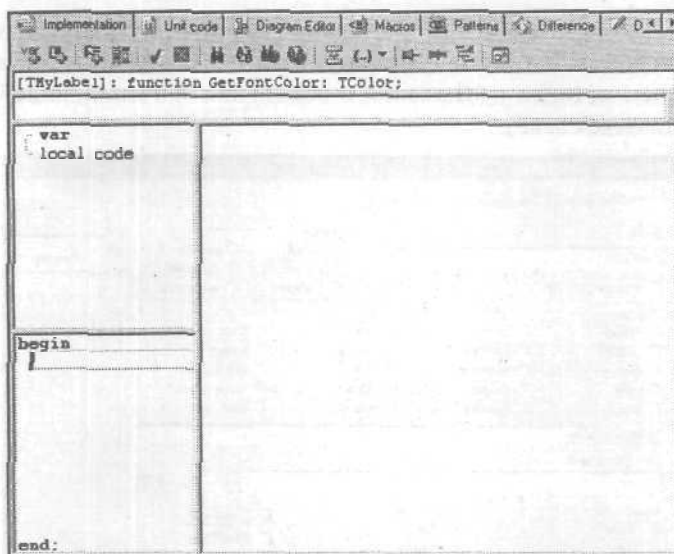 Implementation Unit code Diagram Editor Macros Patterns Difference D
[TMyLabel]: function GetFontColor: TColor;
var
local code
begin
end;